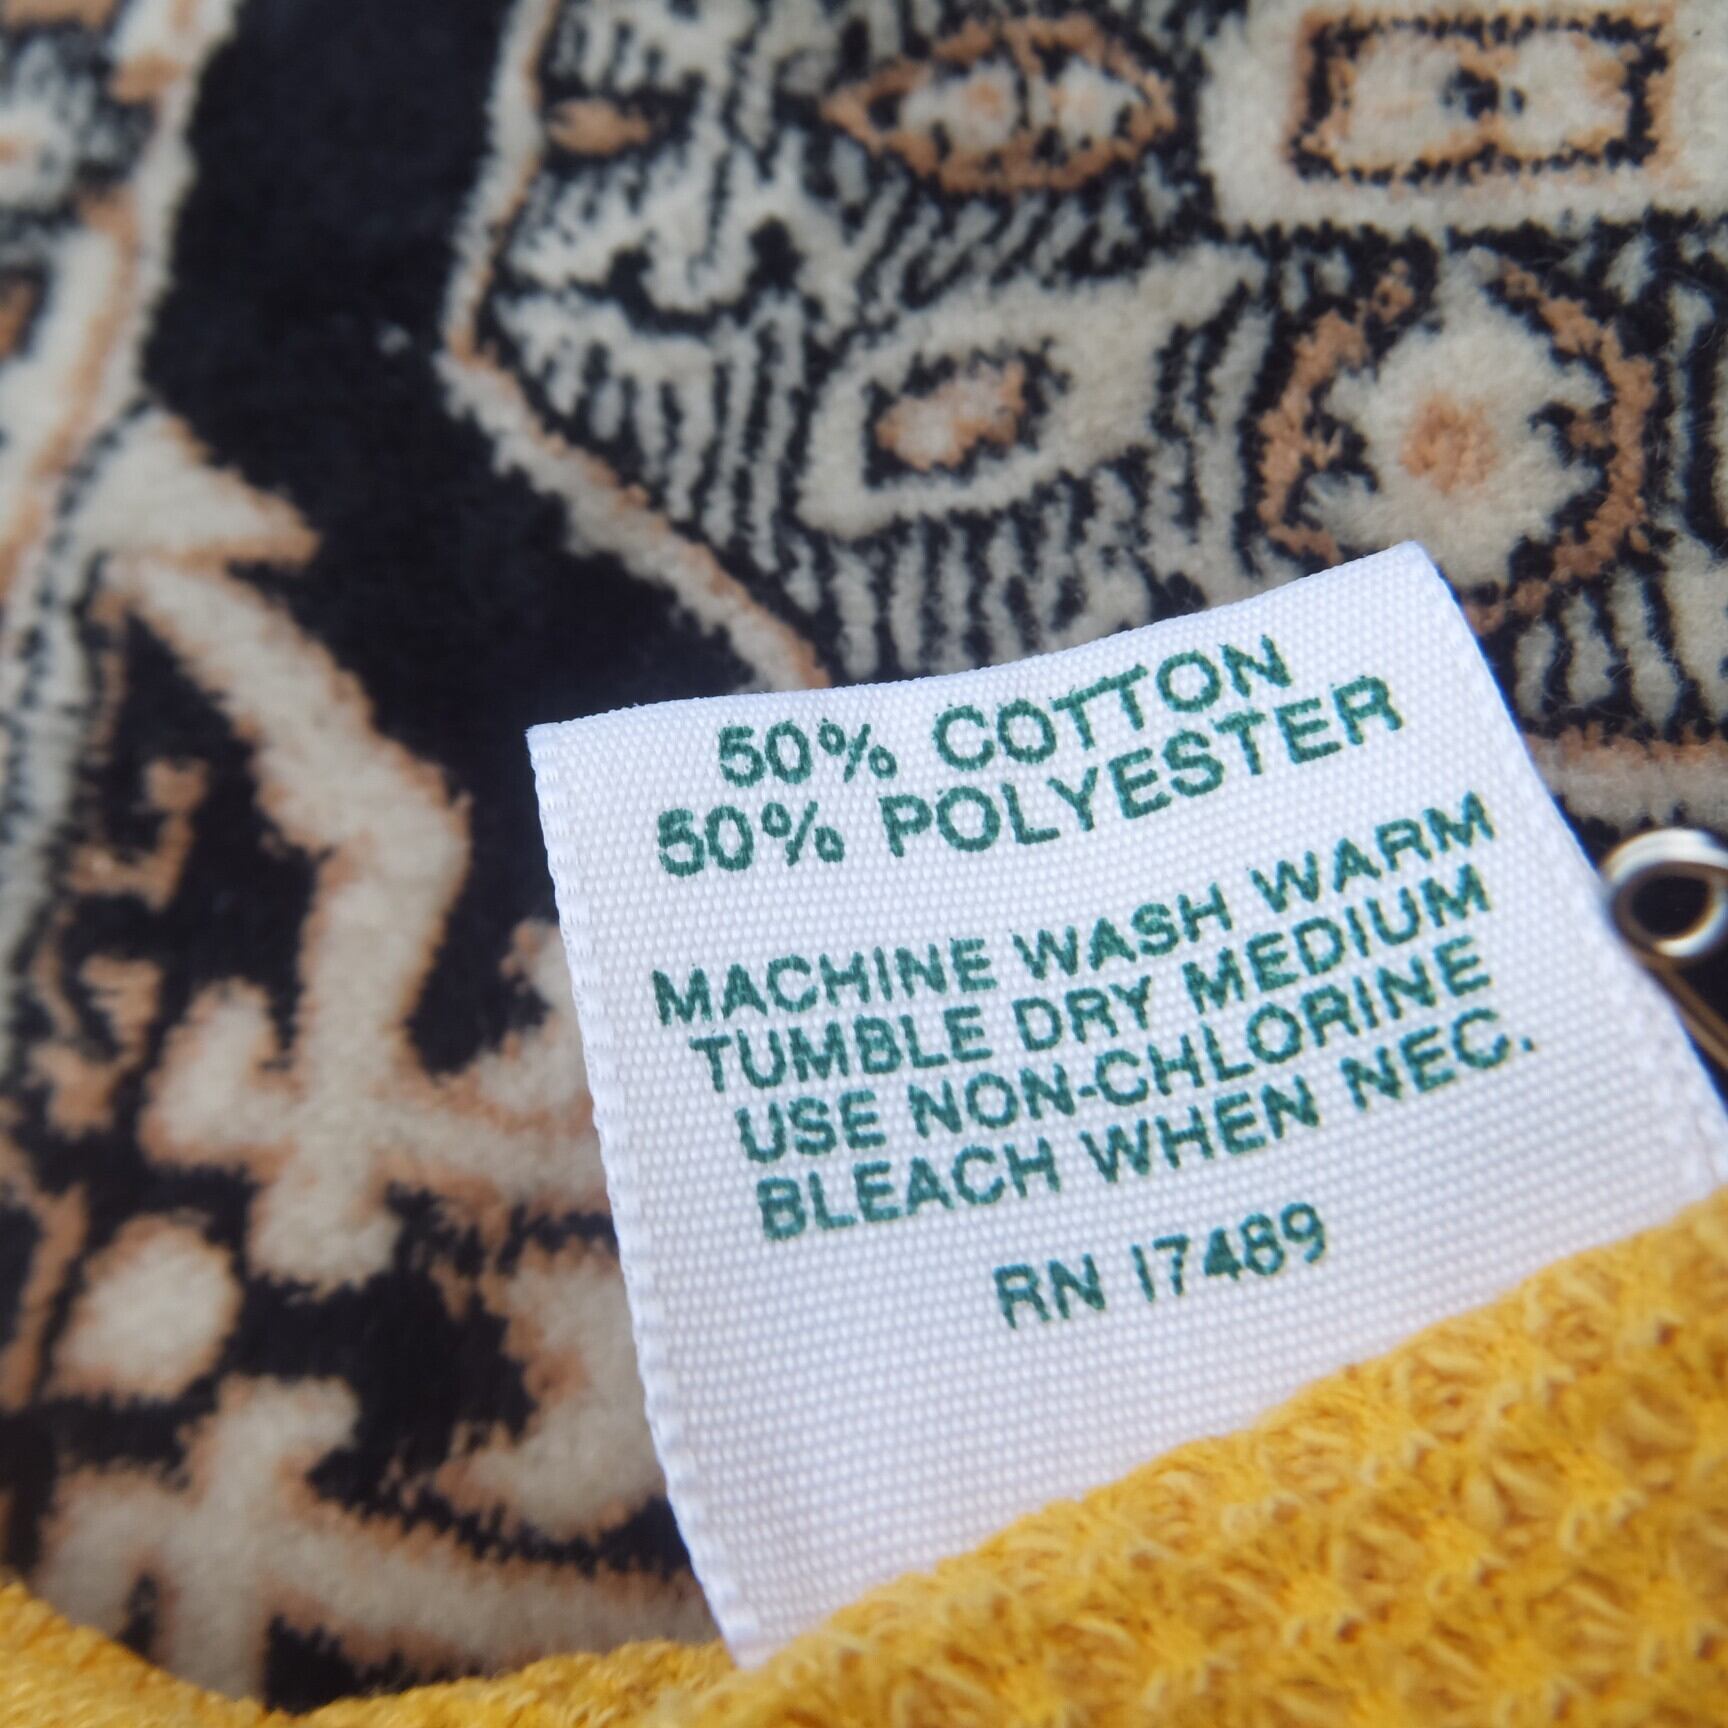 50% COTTON
50% POLYESTER
MACHINE WASH WARM
TUMBLE DRY MEDIUM
USE NON-CHLORINE
BLEACH WHEN NEC.
RN 17489